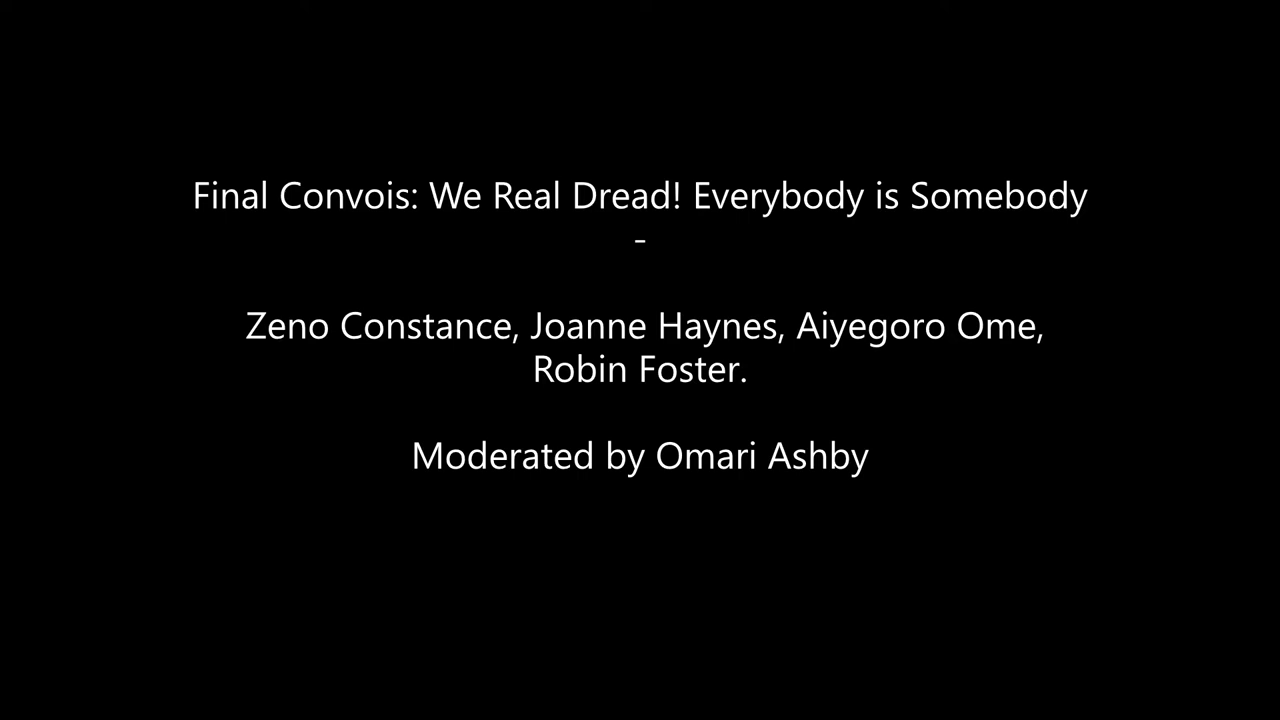 Final Convois: We Real Dread! Everybody is Somebody
-
Zeno Constance, Joanne Haynes, Aiyegoro Ome,
Robin Foster.
Moderated by Omari Ashby